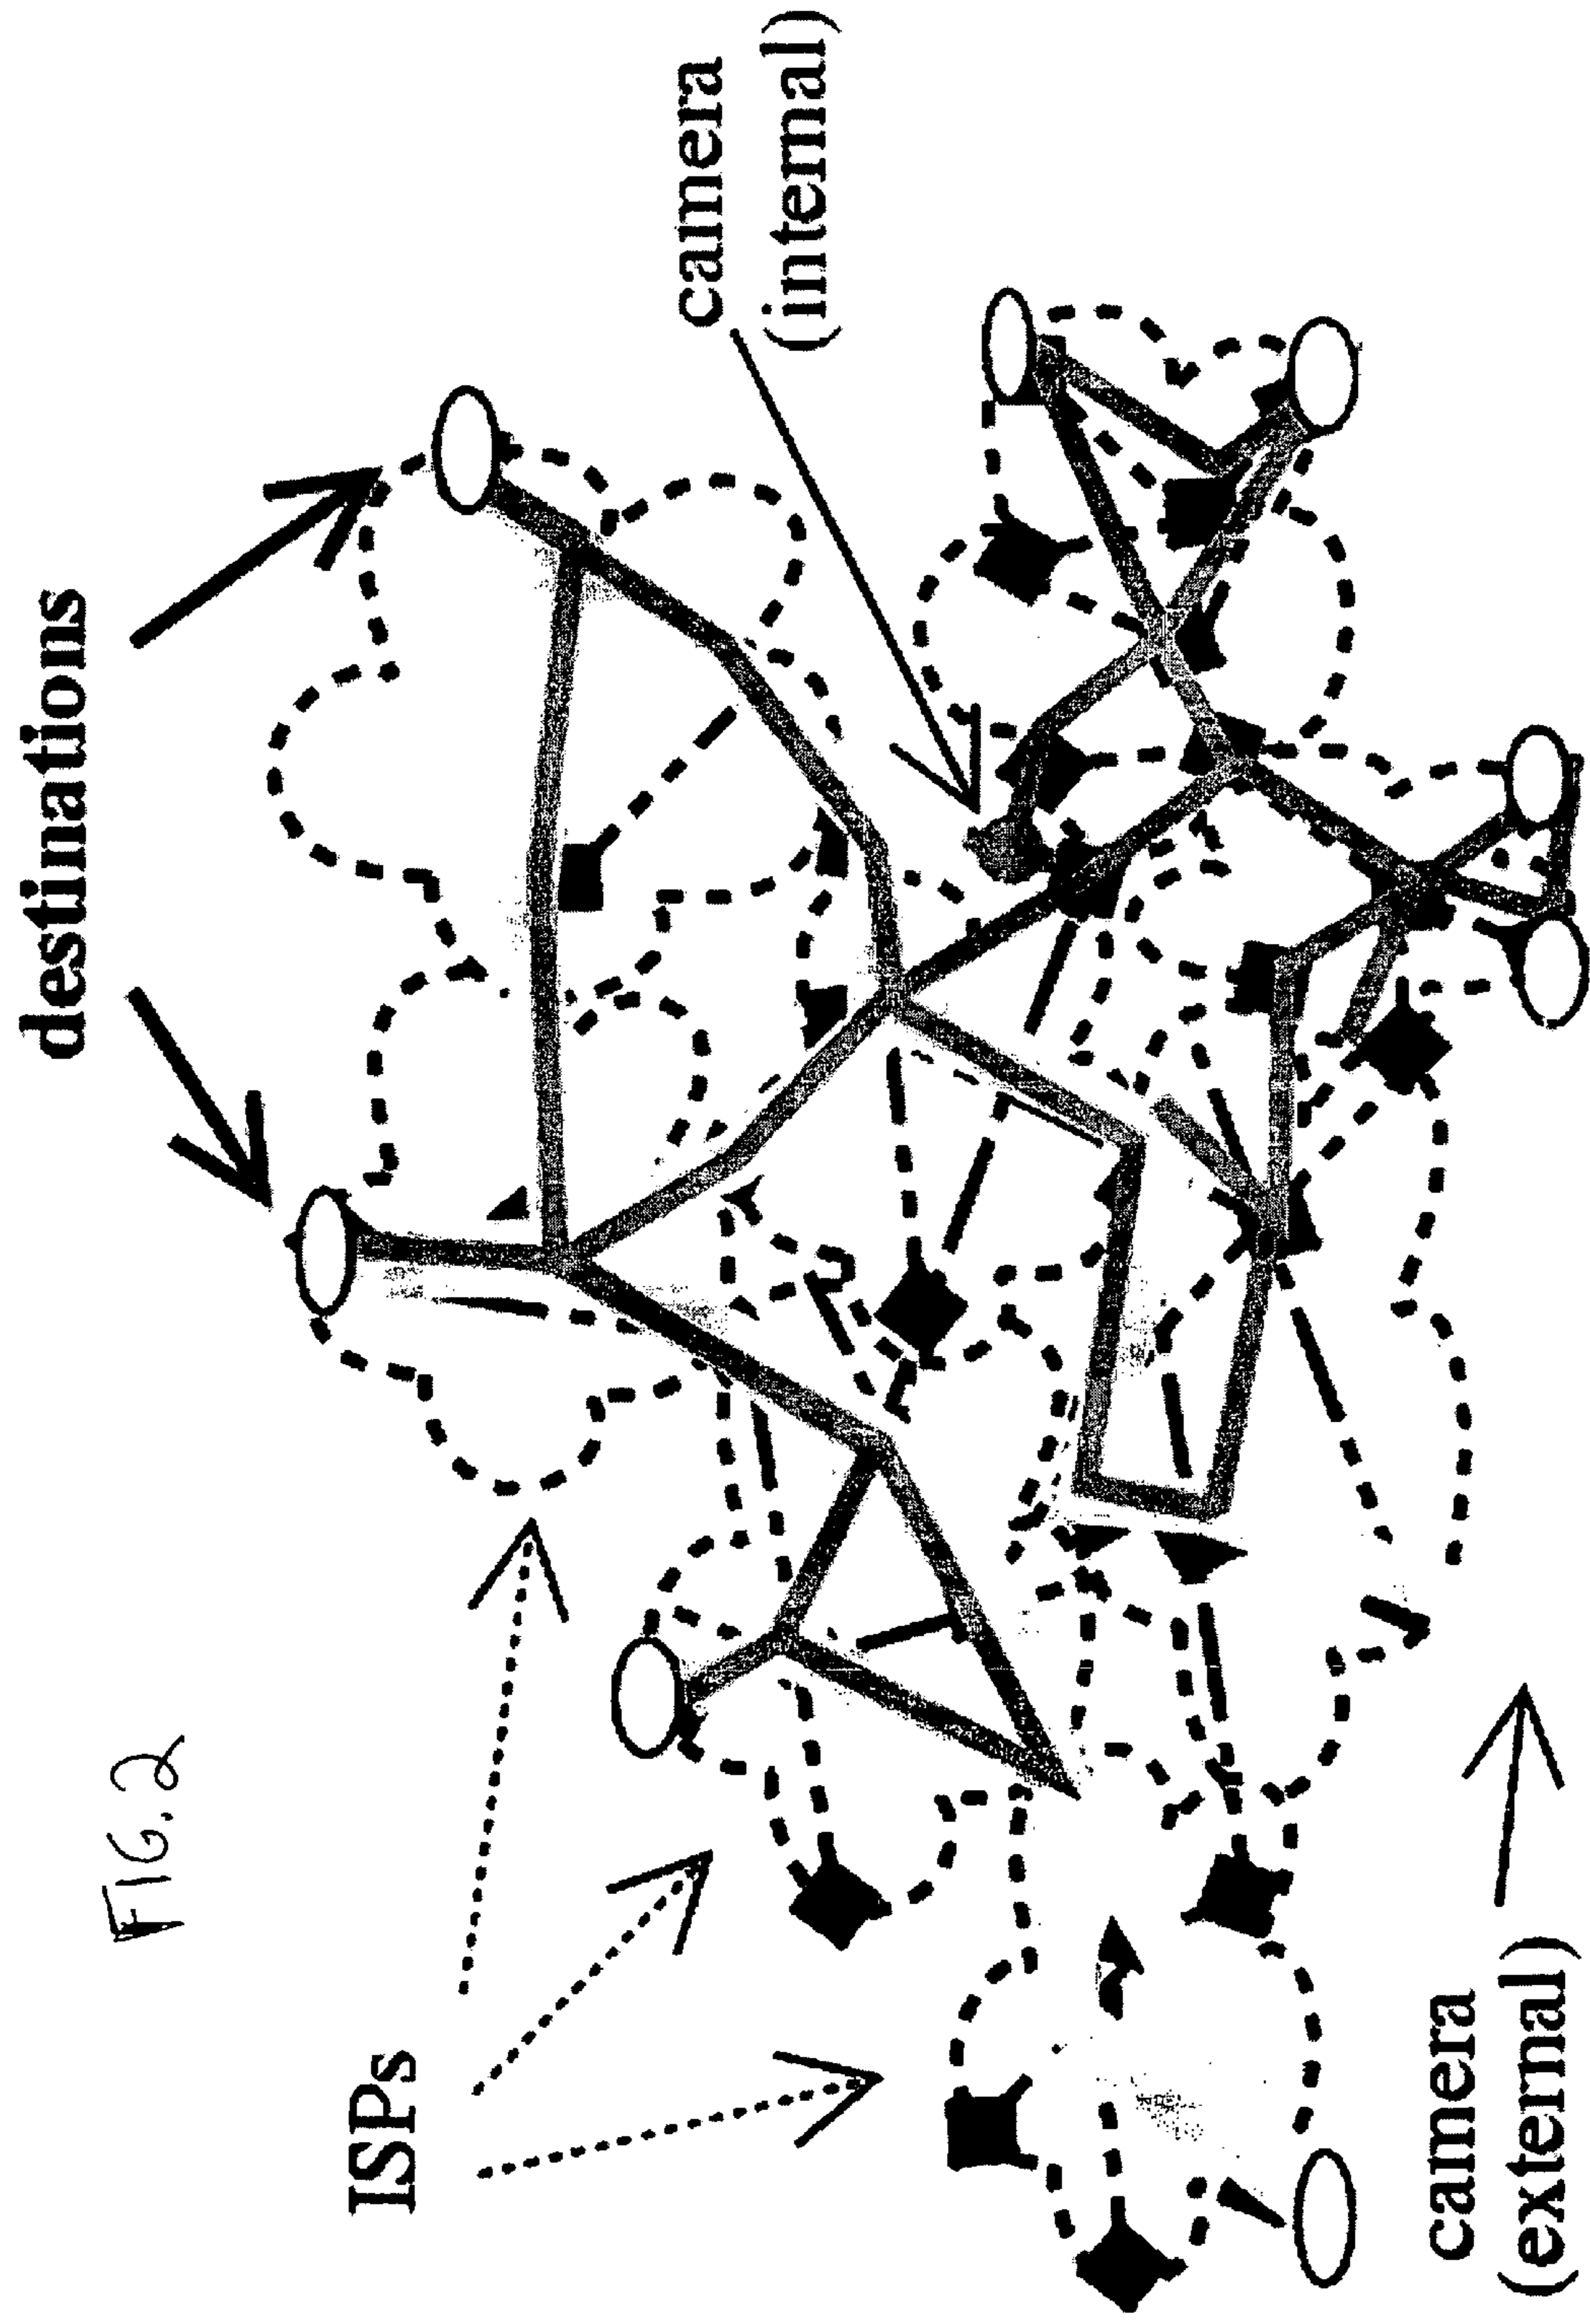 FIG.2
destinations
ISPs
camera
(internal)
camera
(external)